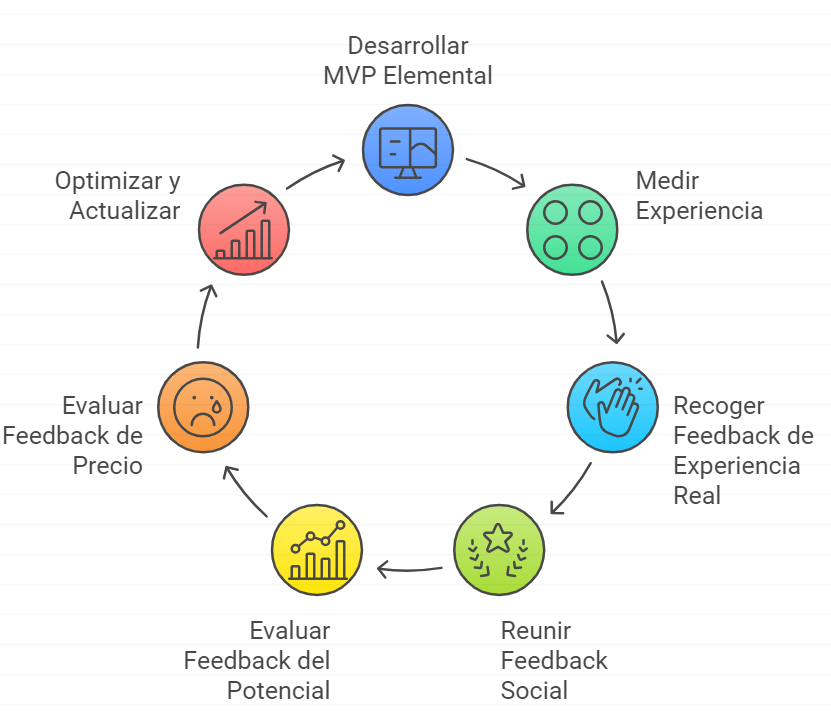 Desarrollar
MVP Elemental
Medir
Experiencia
Recoger
Feedback de
Experiencia
Real
Reunir
Feedback
Social
Evaluar
Feedback del
Potencial
Evaluar
Feedback de
Precio
Optimizar y
Actualizar